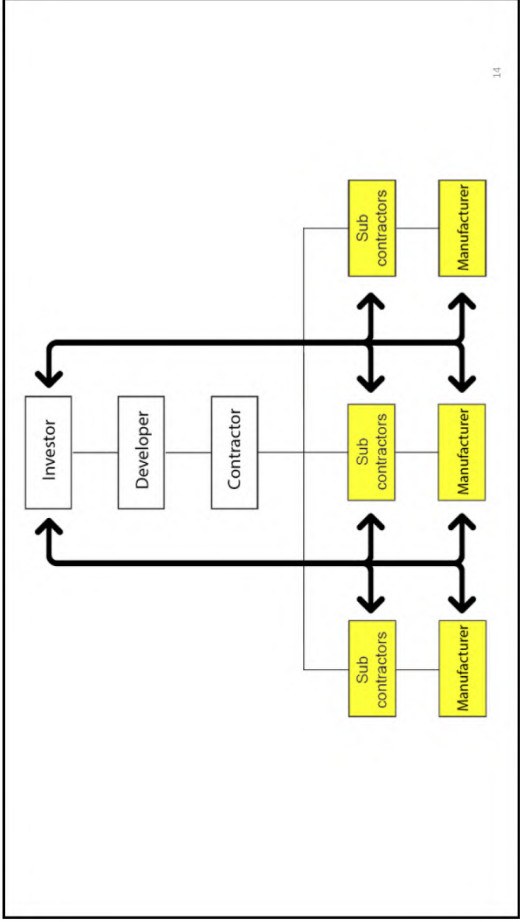 Investor
Developer
Contractor
Sub
contractors
Sub
contractors
Sub
contractors
Manufacturer
Manufacturer
Manufacturer
14